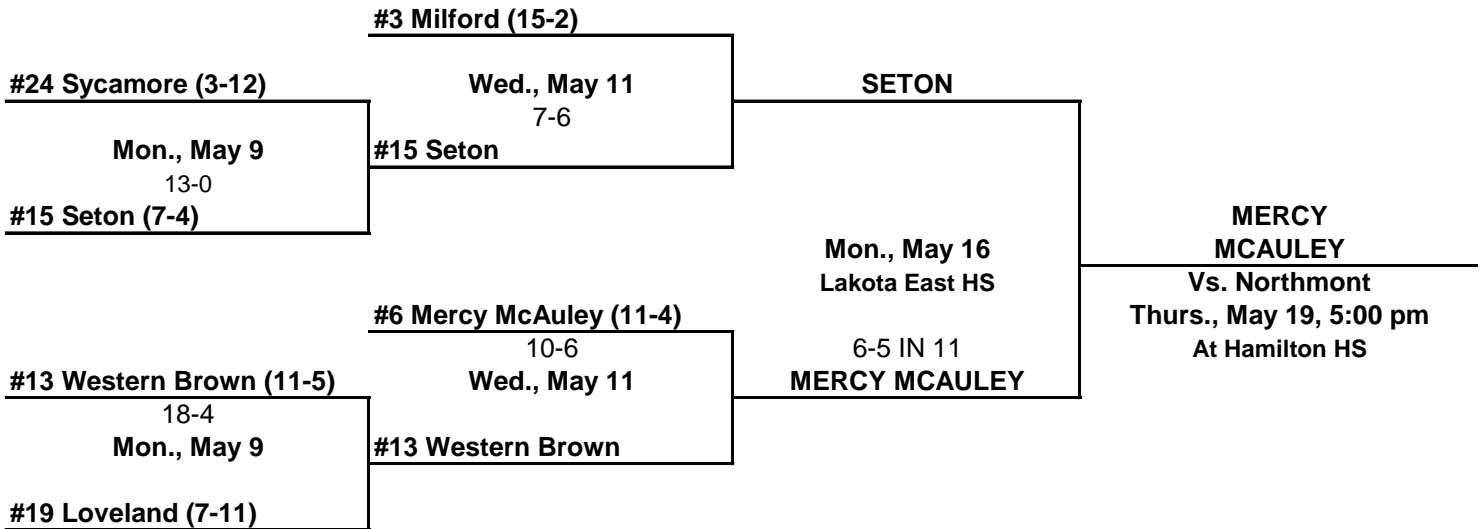 #3 Milford (15-2)
#24 Sycamore (3-12)
Wed., May 11
7-6
SETON
Mon., May 9
13-0
#15 Seton
#15 Seton (7-4)
MERCY
MCAULEY
Mon., May 16
Lakota East HS
Vs. Northmont
Thurs., May 19, 5:00 pm
At Hamilton HS
#6 Mercy McAuley (11-4)
10-6
Wed., May 11
6-5 IN 11
MERCY MCAULEY
#13 Western Brown (11-5)
18-4
Mon., May 9
#13 Western Brown
#19 Loveland (7-11)